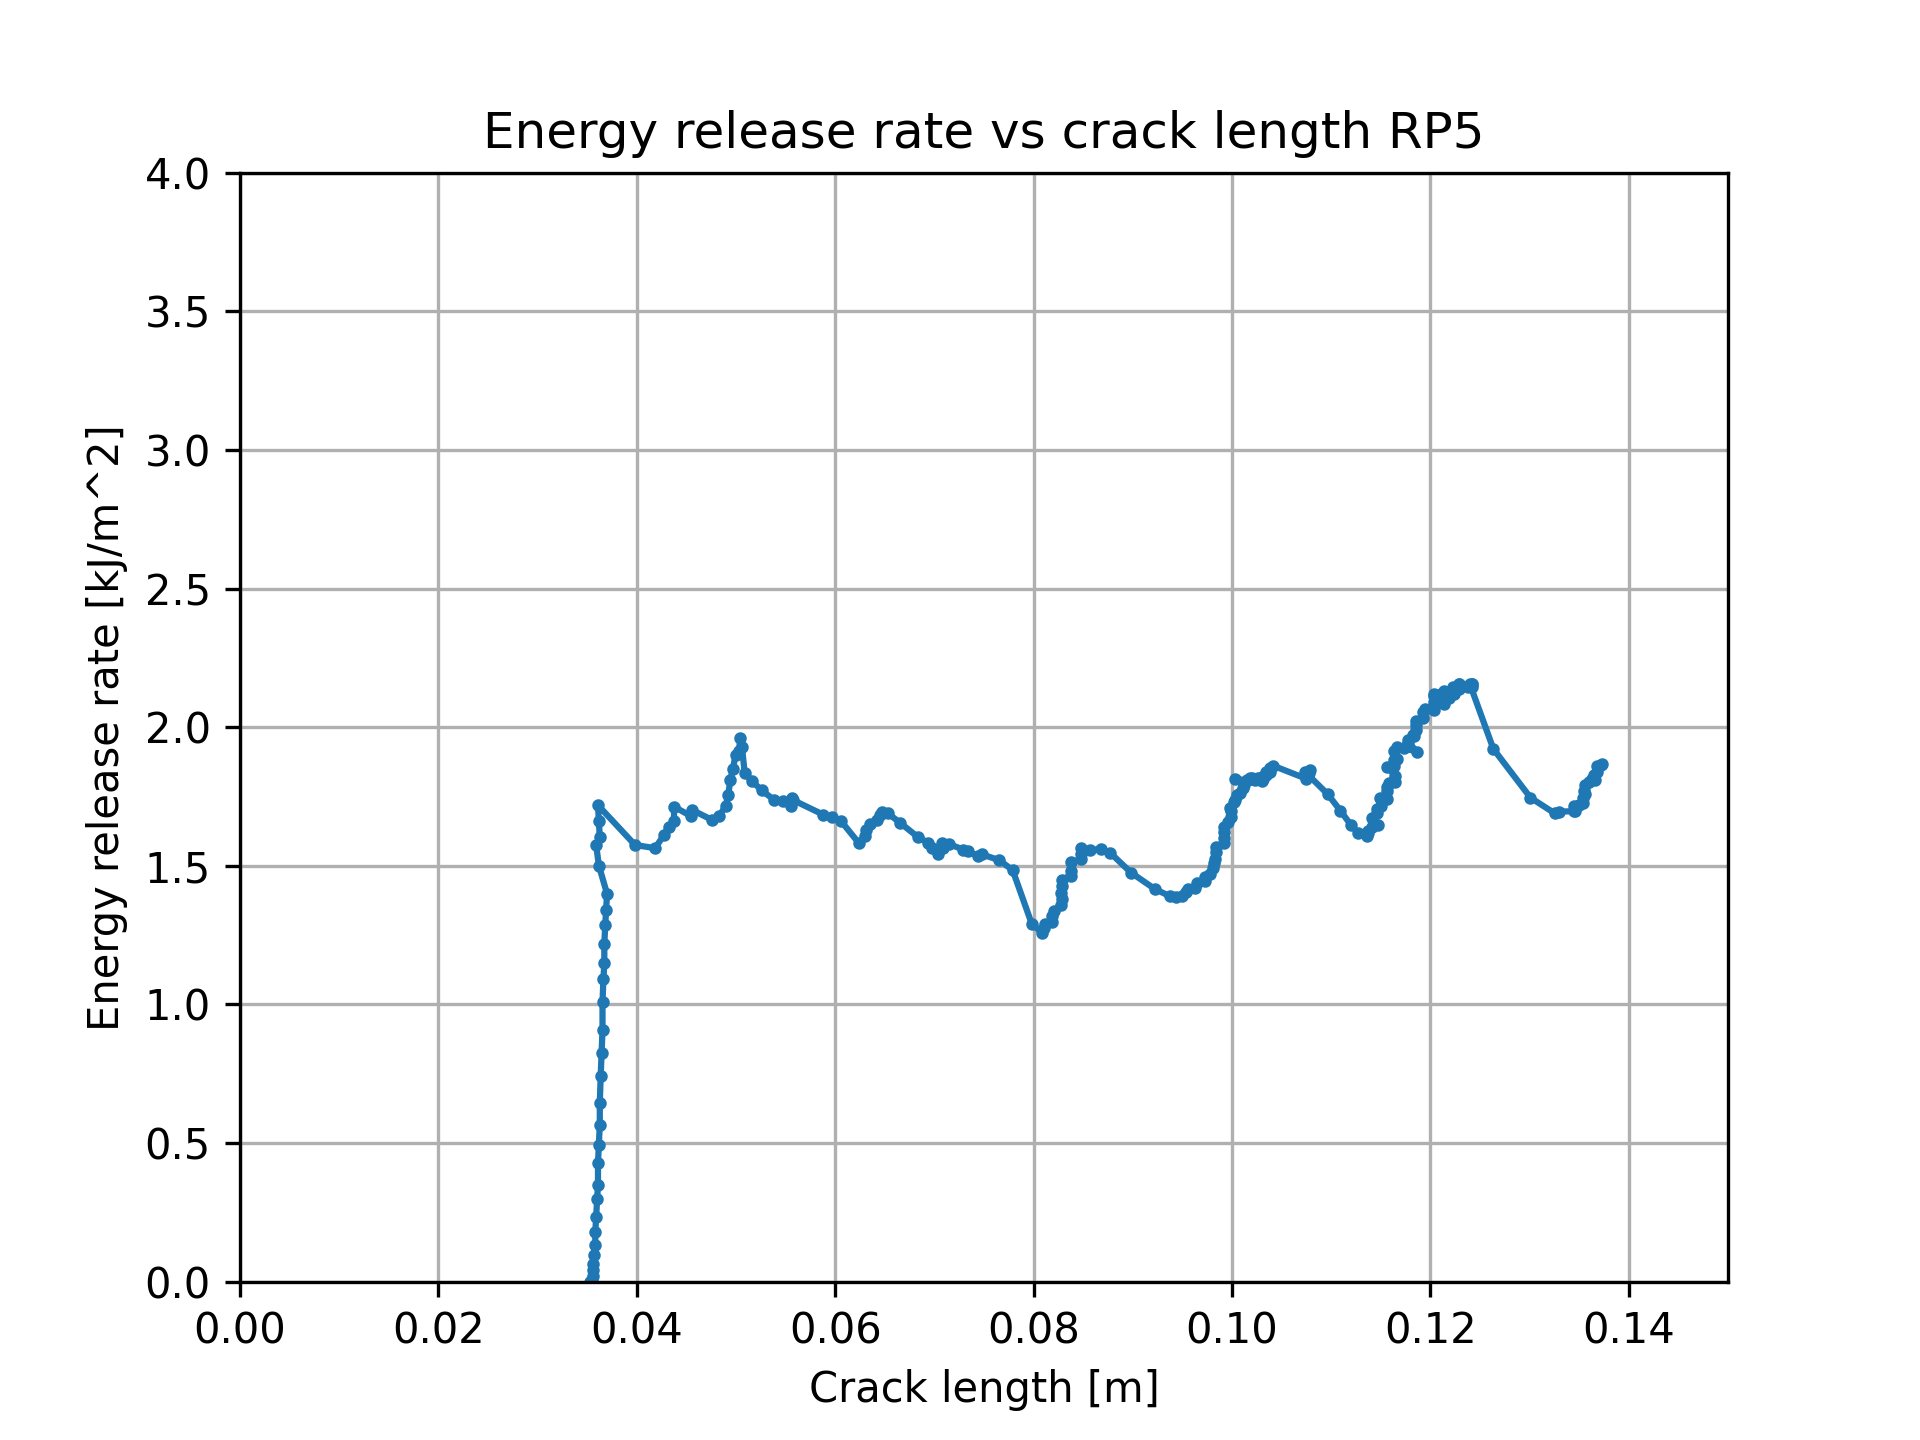 Energy release rate vs crack length RP5
4.0
3.5
3.0
2.5
2.0
1.5
1.0
0.5
0.0
Energy release rate [kJ/m^2]
0.00 0.02 0.04 0.06 0.08 0.10 0.12 0.14
Crack length [m]